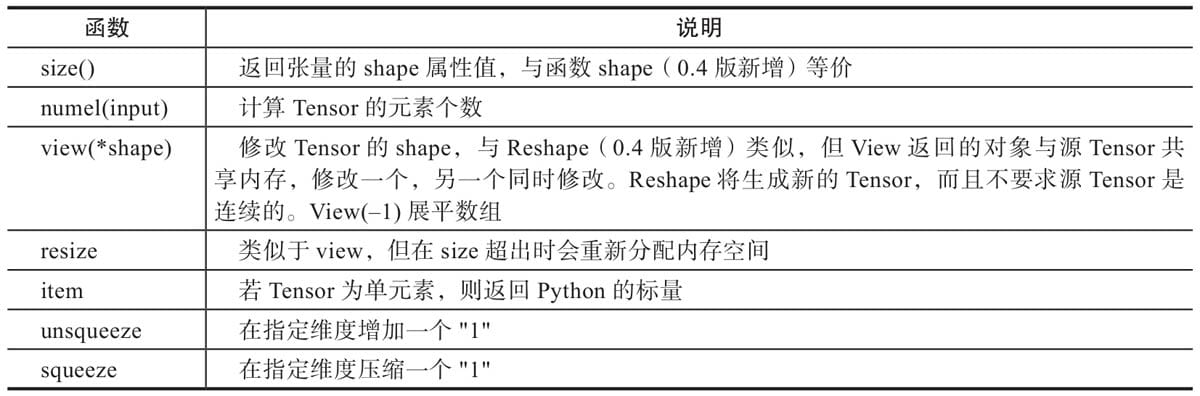 函数 说明
size() 返回张量的 shape 属性值，与函数 shape（0.4 版新增）等价
numel(input) 计算 Tensor 的元素个数
view(*shape) 修改 Tensor 的 shape，与 Reshape（0.4 版新增）类似，但 View 返回的对象与源 Tensor 共
享内存，修改一个，另一个同时修改。Reshape 将生成新的 Tensor，而且不要求源 Tensor 是
连续的。View(–1) 展平数组
resize 类似于 view，但在 size 超出时会重新分配内存空间
item 若 Tensor 为单元素，则返回 Python 的标量
unsqueeze 在指定维度增加一个 "1"
squeeze 在指定维度压缩一个 "1"